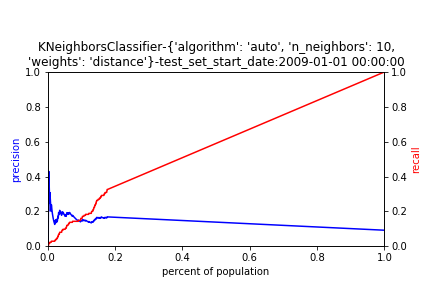 KNeighborsClassifier-{'algorithm': 'auto', 'n_neighbors': 10,
'weights': 'distance'}-test_set_start_date:2009-01-01 00:00:00
1.0
1.0
0.8
0.8
0.6
0.6
precision
recall
0.4
0.4
0.2
0.2
0.0
0.0
0.0 0.2 0.4 0.6 0.8 1.0
percent of population